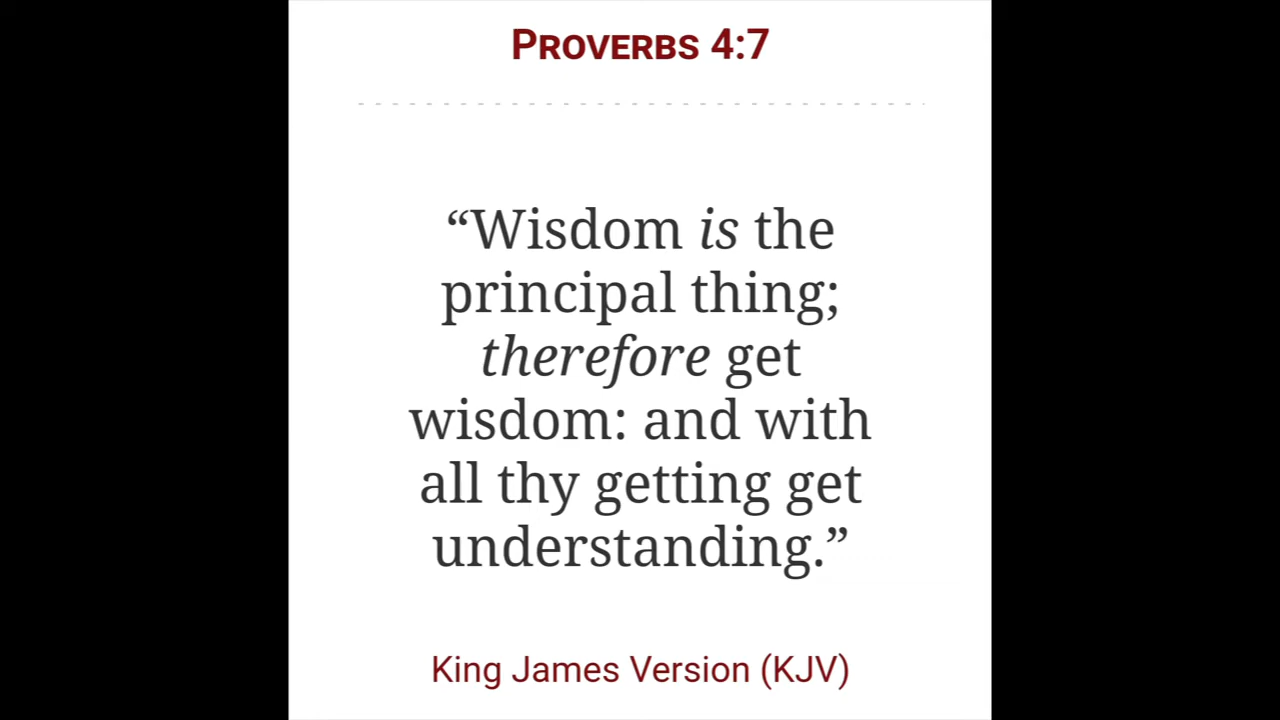 PROVERBS 4:7
“Wisdom is the
principal thing;
therefore get
wisdom: and with
all thy getting get
understanding.”
King James Version (KJV)